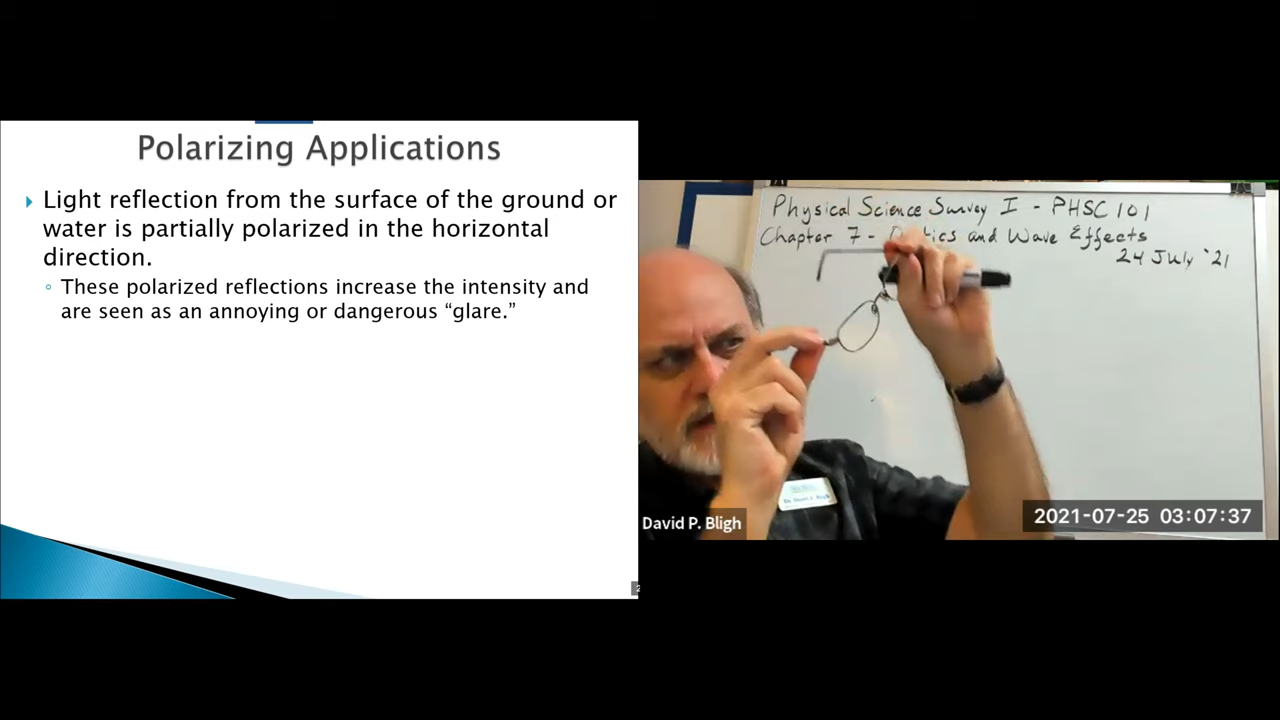 Polarizing Applications
Light reflection from the surface of the ground or
water is partially polarized in the horizontal
direction.
These polarized reflections increase the intensity and
are seen as an annoying or dangerous “glare.”
Physical Science Survey I - PHSC 101
Chapter 7 - and Wave Effects
24 July '21
David P. Bligh
2021-07-25 03:07:37